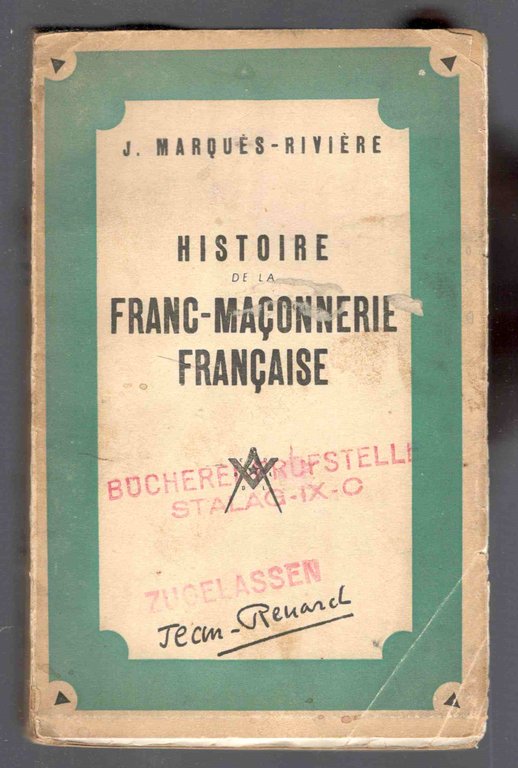 J. MARQUÈS-RIVIÈRE
HISTOIRE
DE LA
FRANC-MAÇONNERIE
FRANÇAISE
STALAG-IX-C
ZUGELASSEN
Jean-Renard